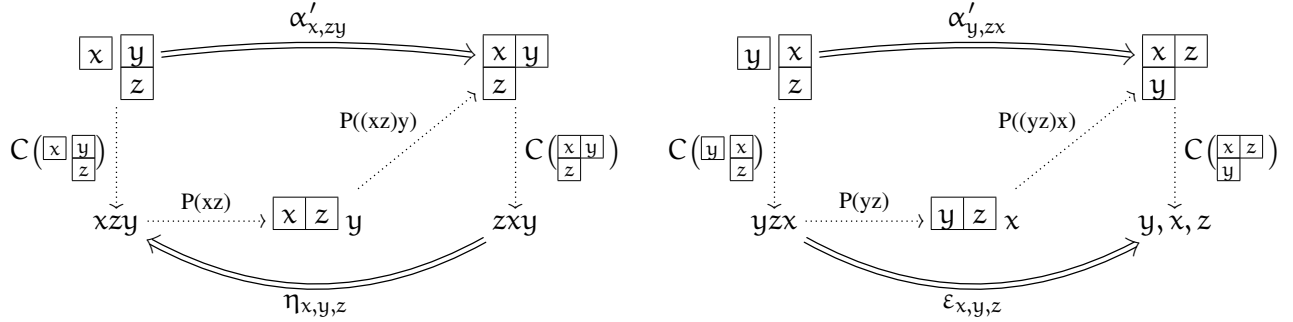 α′x,zy α′y,zx
x y x y y x x z
z z z y
P((xz)y) P((yz)x)
C( x y z ) C( x y z ) C( y x z ) C( x z y )
P(xz) P(yz)
xzy x z y zxy yzx y z x y, x, z
ηx,y,z εx,y,z